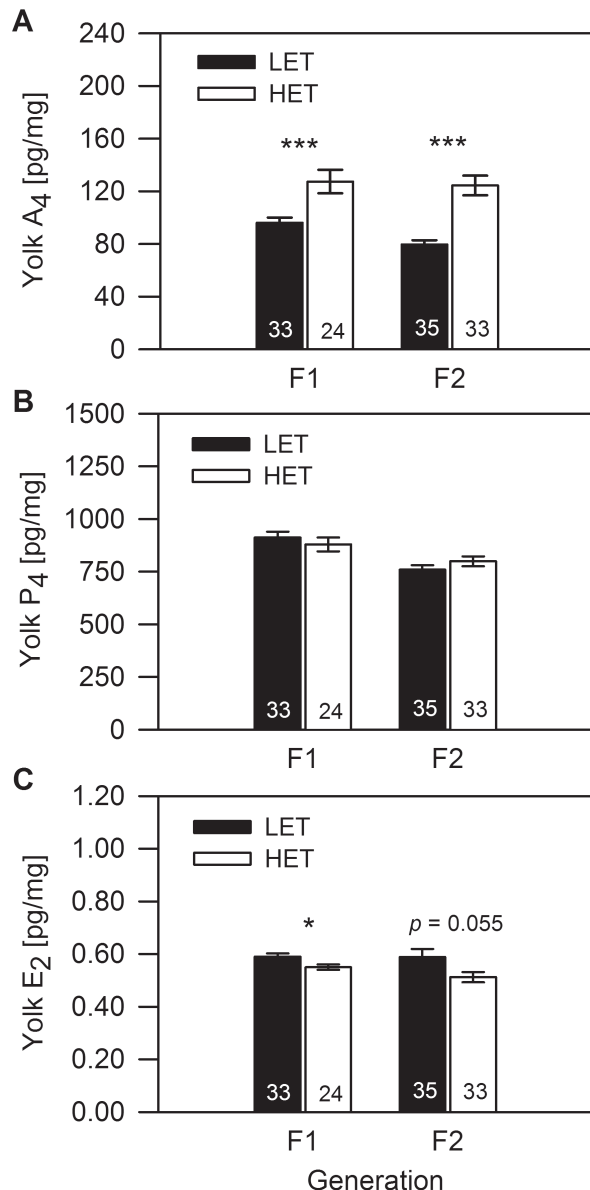 A
Yolk A4 [pg/mg]
240
200
160
120
80
40
0
LET
HET
***
***
33
24
35
33
F1
F2
B
Yolk P4 [pg/mg]
1500
1250
1000
750
500
250
0
LET
HET
33
24
35
33
F1
F2
C
Yolk E2 [pg/mg]
1.20
1.00
0.80
0.60
0.40
0.20
0.00
LET
HET
*
p = 0.055
33
24
35
33
F1
F2
Generation